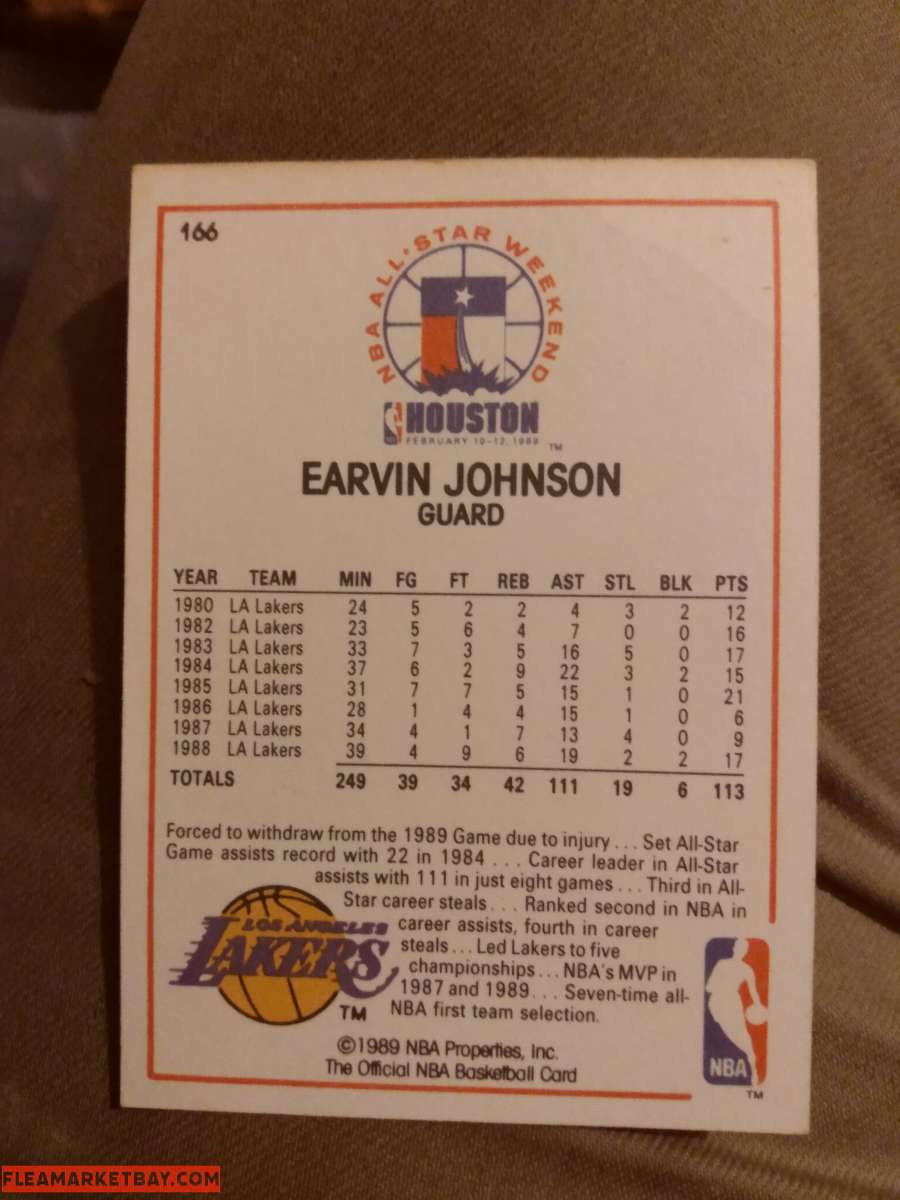 166
NBA ALL-STAR WEEKEND
HOUSTON
FEBRUARY 10-12, 1989
TM
EARVIN JOHNSON
GUARD
YEAR TEAM MIN FG FT REB AST STL BLK PTS
1980 LA Lakers 24 5 2 2 4 3 2 12
1982 LA Lakers 23 5 6 4 7 0 0 16
1983 LA Lakers 33 7 3 5 16 5 0 17
1984 LA Lakers 37 6 2 9 22 3 2 15
1985 LA Lakers 31 7 7 5 15 1 0 21
1986 LA Lakers 28 1 4 4 15 1 0 6
1987 LA Lakers 34 4 1 7 13 4 0 9
1988 LA Lakers 39 4 9 6 19 2 2 17
TOTALS 249 39 34 42 111 19 6 113
Forced to withdraw from the 1989 Game due to injury . . . Set All-Star
Game assists record with 22 in 1984 . . . Career leader in All-Star
assists with 111 in just eight games . . . Third in All-
Star career steals . . . Ranked second in NBA in
career assists, fourth in career
steals . . . Led Lakers to five
championships . . . NBA's MVP in
1987 and 1989 . . . Seven-time all-
NBA first team selection.
LOS ANGELES
LAKERS
TM
©1989 NBA Properties, Inc.
The Official NBA Basketball Card
NBA
TM
FLEAMARKETBAY.COM